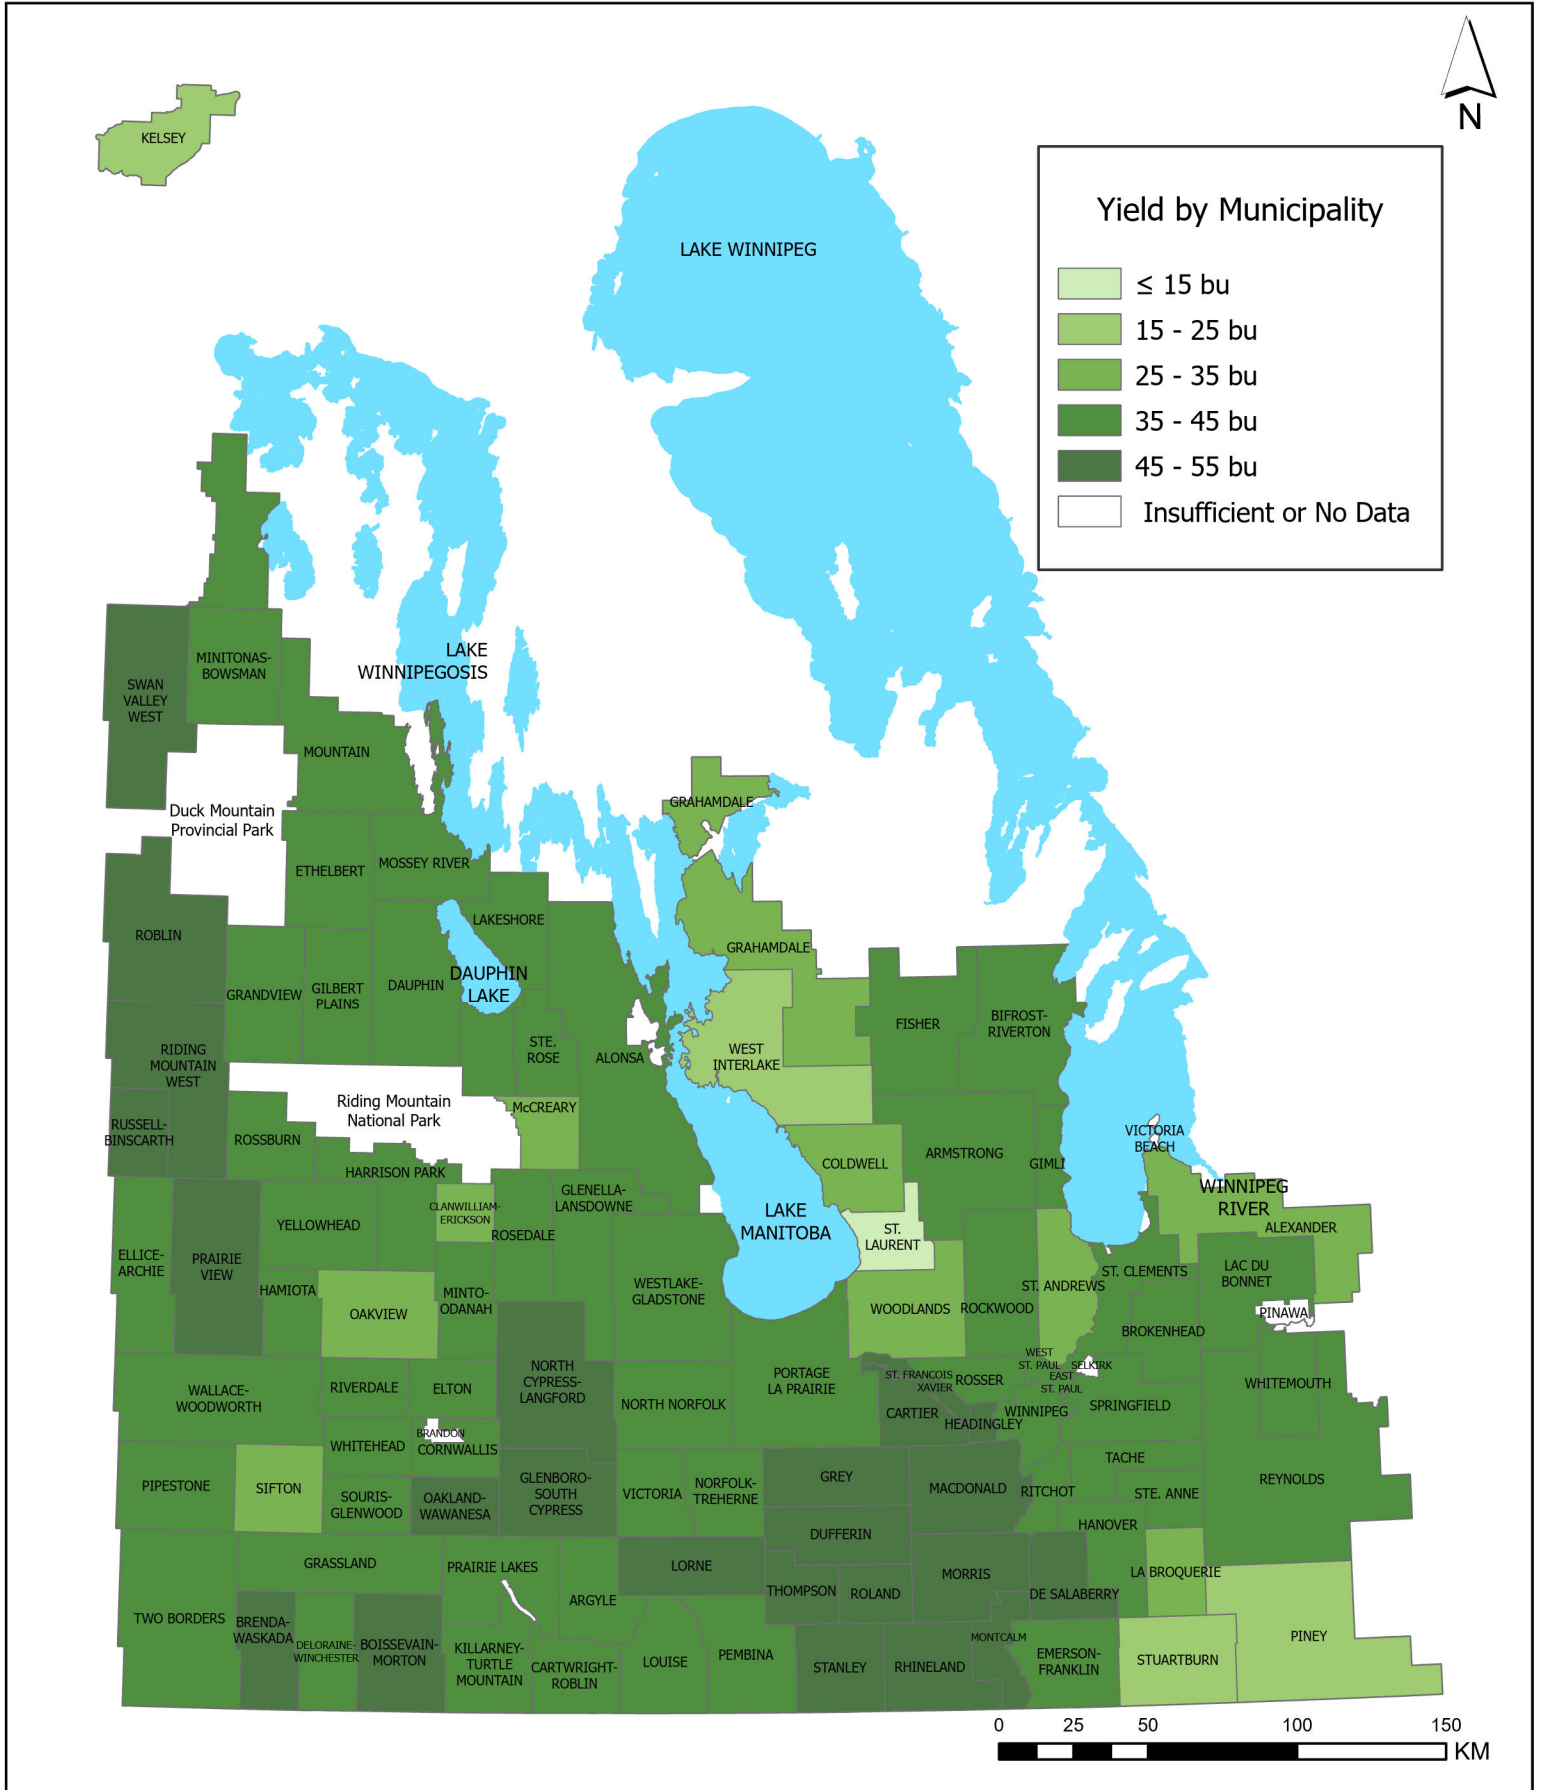 N
KELSEY
Yield by Municipality
≤ 15 bu
15 - 25 bu
25 - 35 bu
35 - 45 bu
45 - 55 bu
Insufficient or No Data
LAKE WINNIPEG
LAKE
WINNIPEGOSIS
MINITONAS-
BOWSMAN
SWAN
VALLEY
WEST
MOUNTAIN
Duck Mountain
Provincial Park
GRAHAMDALE
ETHELBERT
MOSSEY RIVER
LAKESHORE
ROBLIN
GRAHAMDALE
DAUPHIN
LAKE
GRANDVIEW
GILBERT
PLAINS
DAUPHIN
FISHER
BIFROST-
RIVERTON
STE.
ROSE
ALONSA
WEST
INTERLAKE
RIDING
MOUNTAIN
WEST
Riding Mountain
National Park
McCREARY
RUSSELL-
BINSCARTH
ROSSBURN
HARRISON PARK
VICTORIA
BEACH
ARMSTRONG
GIMLI
COLDWELL
CLANWILLIAM-
ERICKSON
GLENELLA-
LANSDOWNE
WINNIPEG
RIVER
ALEXANDER
YELLOWHEAD
ROSEDALE
LAKE
MANITOBA
ST.
LAURENT
ELLICE-
ARCHIE
PRAIRIE
VIEW
ST. CLEMENTS
LAC DU
BONNET
HAMIOTA
MINTO-
ODANAH
WESTLAKE-
GLADSTONE
ST. ANDREWS
OAKVIEW
WOODLANDS
ROCKWOOD
PINAWA
BROKENHEAD
WEST
ST. PAUL
SELKIRK
EAST
ST. PAUL
NORTH
CYPRESS-
LANGFORD
PORTAGE
LA PRAIRIE
ST. FRANCOIS
XAVIER
ROSSER
WHITEMOUTH
WALLACE-
WOODWORTH
RIVERDALE
ELTON
NORTH NORFOLK
CARTIER
HEADINGLEY
WINNIPEG
SPRINGFIELD
WHITEHEAD
BRANDON
CORNWALLIS
TACHE
PIPESTONE
SIFTON
SOURIS-
GLENWOOD
OAKLAND-
WAWANESA
GLENBORO-
SOUTH
CYPRESS
VICTORIA
NORFOLK-
TREHERNE
GREY
MACDONALD
RITCHOT
STE. ANNE
REYNOLDS
HANOVER
DUFFERIN
GRASSLAND
PRAIRIE LAKES
LORNE
MORRIS
LA BROQUERIE
THOMPSON
ROLAND
DE SALABERRY
ARGYLE
TWO BORDERS
BRENDA-
WASKADA
DELORAINE-
WINCHESTER
BOISSEVAIN-
MORTON
KILLARNEY-
TURTLE
MOUNTAIN
CARTWRIGHT-
ROBLIN
LOUISE
PEMBINA
STANLEY
RHINELAND
MONTCALM
EMERSON-
FRANKLIN
STUARTBURN
PINEY
0 25 50 100 150
KM